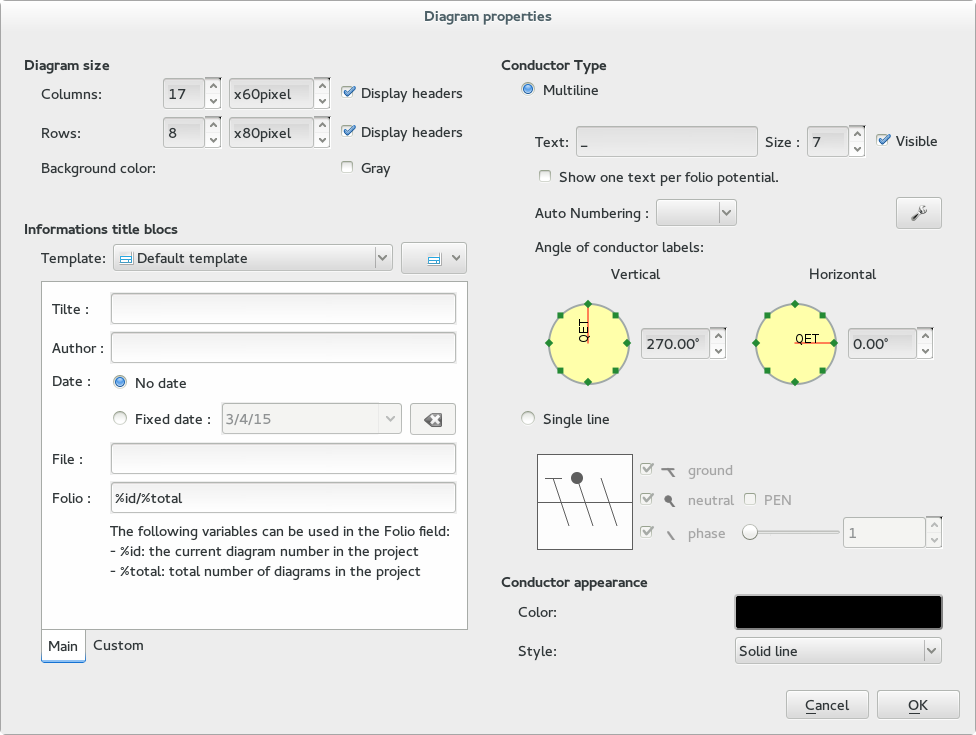 Diagram properties
Diagram size
Columns: 17 x60pixel Display headers
Rows: 8 x80pixel Display headers
Background color: Gray
Informations title blocs
Template: Default template
Tilte :
Author :
Date : No date
Fixed date : 3/4/15
File :
Folio : %id/%total
The following variables can be used in the Folio field:
- %id: the current diagram number in the project
- %total: total number of diagrams in the project
Main Custom
Conductor Type
Multiline
Text: _ Size : 7 Visible
Show one text per folio potential.
Auto Numbering :
Angle of conductor labels:
Vertical Horizontal
QET 270.00° QET 0.00°
Single line
ground
neutral PEN
phase 1
Conductor appearance
Color:
Style: Solid line
Cancel OK